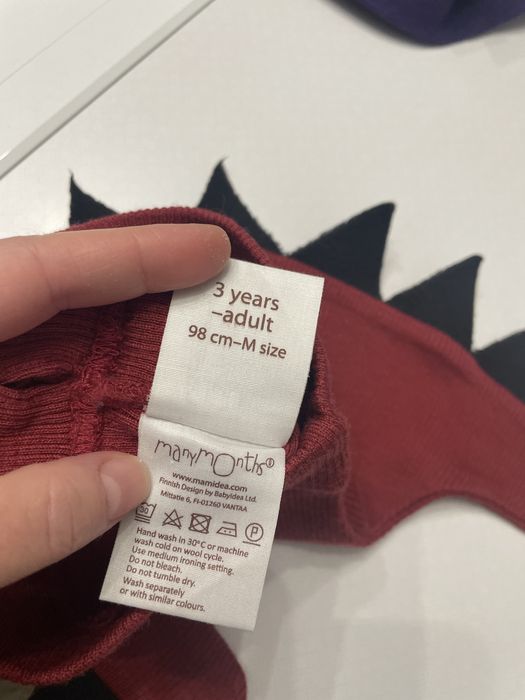 3 years
–adult
98 cm–M size
manymonths®
www.mamidea.com
Finnish Design by Babyidea Ltd.
Mittatie 6, FI-01260 VANTAA
30 P
Hand wash in 30°C or machine
wash cold on wool cycle.
Use medium ironing setting.
Do not bleach.
Do not tumble dry.
Wash separately
or with similar colours.